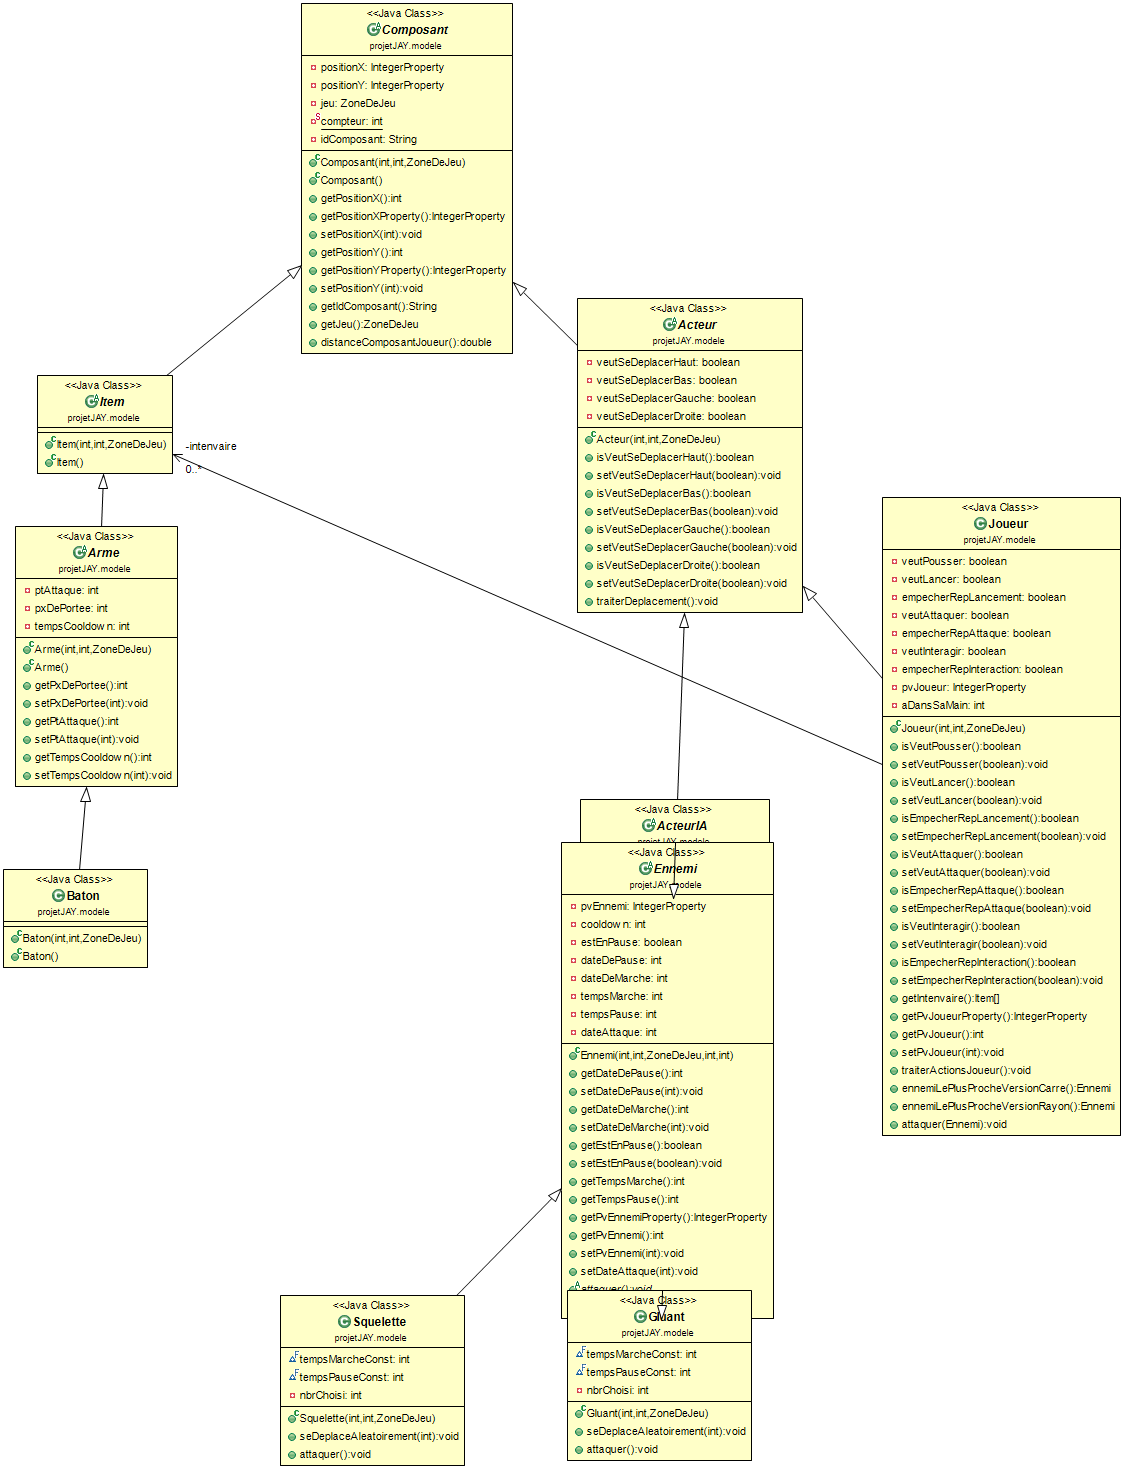 <<Java Class>>
Composant
projetJAY.modele
positionX: IntegerProperty
positionY: IntegerProperty
jeu: ZoneDeJeu
compteur: int
idComposant: String
Composant(int,int,ZoneDeJeu)
Composant()
getPositionX():int
getPositionXProperty():IntegerProperty
setPositionX(int):void
getPositionY():int
getPositionYProperty():IntegerProperty
setPositionY(int):void
getIdComposant():String
getJeu():ZoneDeJeu
distanceComposantJoueur():double
<<Java Class>>
Item
projetJAY.modele
Item(int,int,ZoneDeJeu)
Item()
-intenvaire
0..*
<<Java Class>>
Arme
projetJAY.modele
ptAttaque: int
pxDePortee: int
tempsCooldown: int
Arme(int,int,ZoneDeJeu)
Arme()
getPxDePortee():int
setPxDePortee(int):void
getPtAttaque():int
setPtAttaque(int):void
getTempsCooldown():int
setTempsCooldown(int):void
<<Java Class>>
Baton
projetJAY.modele
Baton(int,int,ZoneDeJeu)
Baton()
<<Java Class>>
Acteur
projetJAY.modele
veutSeDeplacerHaut: boolean
veutSeDeplacerBas: boolean
veutSeDeplacerGauche: boolean
veutSeDeplacerDroite: boolean
Acteur(int,int,ZoneDeJeu)
isVeutSeDeplacerHaut():boolean
setVeutSeDeplacerHaut(boolean):void
isVeutSeDeplacerBas():boolean
setVeutSeDeplacerBas(boolean):void
isVeutSeDeplacerGauche():boolean
setVeutSeDeplacerGauche(boolean):void
isVeutSeDeplacerDroite():boolean
setVeutSeDeplacerDroite(boolean):void
traiterDeplacement():void
<<Java Class>>
Joueur
projetJAY.modele
veutPousser: boolean
veutLancer: boolean
empecherRepLancement: boolean
veutAttaquer: boolean
empecherRepAttaque: boolean
veutInteragir: boolean
empecherRepInteraction: boolean
pvJoueur: IntegerProperty
aDansSaMain: int
Joueur(int,int,ZoneDeJeu)
isVeutPousser():boolean
setVeutPousser(boolean):void
isVeutLancer():boolean
setVeutLancer(boolean):void
isEmpecherRepLancement():boolean
setEmpecherRepLancement(boolean):void
isVeutAttaquer():boolean
setVeutAttaquer(boolean):void
isEmpecherRepAttaque():boolean
setEmpecherRepAttaque(boolean):void
isVeutInteragir():boolean
setVeutInteragir(boolean):void
isEmpecherRepInteraction():boolean
setEmpecherRepInteraction(boolean):void
getIntenvaire():Item[]
getPvJoueurProperty():IntegerProperty
getPvJoueur():int
setPvJoueur(int):void
traiterActionsJoueur():void
ennemiLePlusProcheVersionCarre():Ennemi
ennemiLePlusProcheVersionRayon():Ennemi
attaquer(Ennemi):void
<<Java Class>>
ActeurIA
projetJAY.modele
<<Java Class>>
Ennemi
projetJAY.modele
pvEnnemi: IntegerProperty
cooldown: int
estEnPause: boolean
dateDePause: int
dateDeMarche: int
tempsMarche: int
tempsPause: int
dateAttaque: int
Ennemi(int,int,ZoneDeJeu,int,int)
getDateDePause():int
setDateDePause(int):void
getDateDeMarche():int
setDateDeMarche(int):void
getEstEnPause():boolean
setEstEnPause(boolean):void
getTempsMarche():int
getTempsPause():int
getPvEnnemiProperty():IntegerProperty
getPvEnnemi():int
setPvEnnemi(int):void
setDateAttaque(int):void
attaquer():void
<<Java Class>>
Squelette
projetJAY.modele
tempsMarcheConst: int
tempsPauseConst: int
nbrChoisi: int
Squelette(int,int,ZoneDeJeu)
seDeplaceAleatoirement(int):void
attaquer():void
<<Java Class>>
Gluant
projetJAY.modele
tempsMarcheConst: int
tempsPauseConst: int
nbrChoisi: int
Gluant(int,int,ZoneDeJeu)
seDeplaceAleatoirement(int):void
attaquer():void